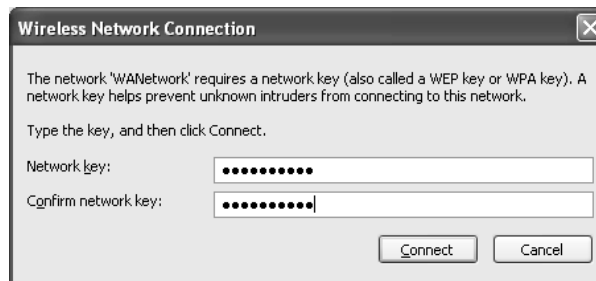 Wireless Network Connection
The network 'WANetwork' requires a network key (also called a WEP key or WPA key). A
network key helps prevent unknown intruders from connecting to this network.
Type the key, and then click Connect.
Network key: ●●●●●●●●●●
Confirm network key: ●●●●●●●●●●
Connect Cancel